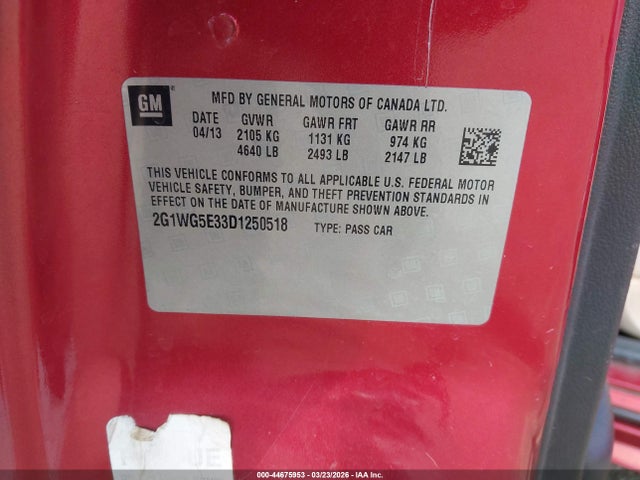 GM
MFD BY GENERAL MOTORS OF CANADA LTD.
DATE GVWR GAWR FRT GAWR RR
04/13 2105 KG 1131 KG 974 KG
4640 LB 2493 LB 2147 LB
THIS VEHICLE CONFORMS TO ALL APPLICABLE U.S. FEDERAL MOTOR
VEHICLE SAFETY, BUMPER, AND THEFT PREVENTION STANDARDS IN
EFFECT ON THE DATE OF MANUFACTURE SHOWN ABOVE.
2G1WG5E33D1250518 TYPE: PASS CAR
000-44675953 - 03/23/2026 - IAA Inc.